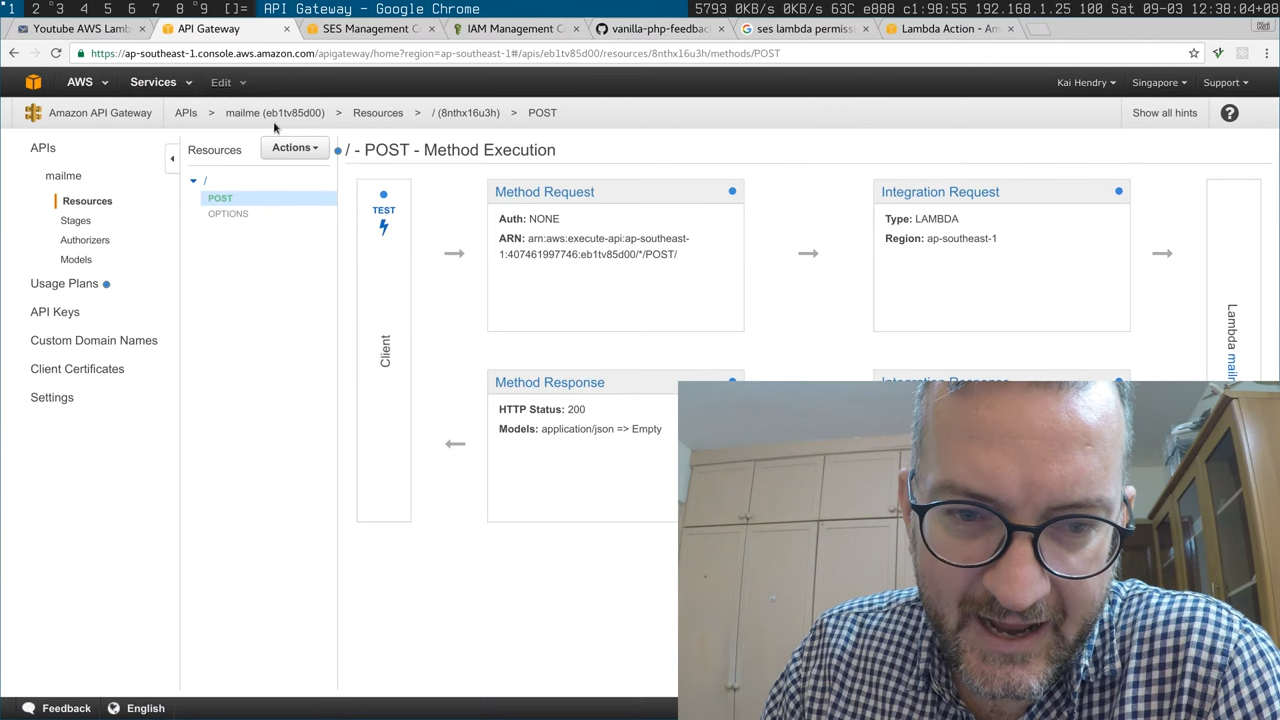 1 2 3 4 5 6 7 8 9 []= API Gateway - Google Chrome 5793 0KB/s 0KB/s 63C e888 c1:98:55 192.168.1.25 100 Sat 09-03 12:38:04+08:00
Youtube AWS Lamb API Gateway SES Management C IAM Management C vanilla-php-feedbac ses lambda permiss Lambda Action - Am Kai
https://ap-southeast-1.console.aws.amazon.com/apigateway/home?region=ap-southeast-1#/apis/eb1tv85d00/resources/8nthx16u3h/methods/POST
AWS Services Edit Kai Hendry Singapore Support
Amazon API Gateway APIs > mailme (eb1tv85d00) > Resources > / (8nthx16u3h) > POST Show all hints ?
APIs
mailme
Resources
Stages
Authorizers
Models
Usage Plans
API Keys
Custom Domain Names
Client Certificates
Settings
Resources Actions
/
POST
OPTIONS
/ - POST - Method Execution
TEST
Client
Method Request
Auth: NONE
ARN: arn:aws:execute-api:ap-southeast-
1:407461997746:eb1tv85d00/*/POST/
Integration Request
Type: LAMBDA
Region: ap-southeast-1
Lambda
Method Response
HTTP Status: 200
Models: application/json => Empty
Integration Response
Feedback English